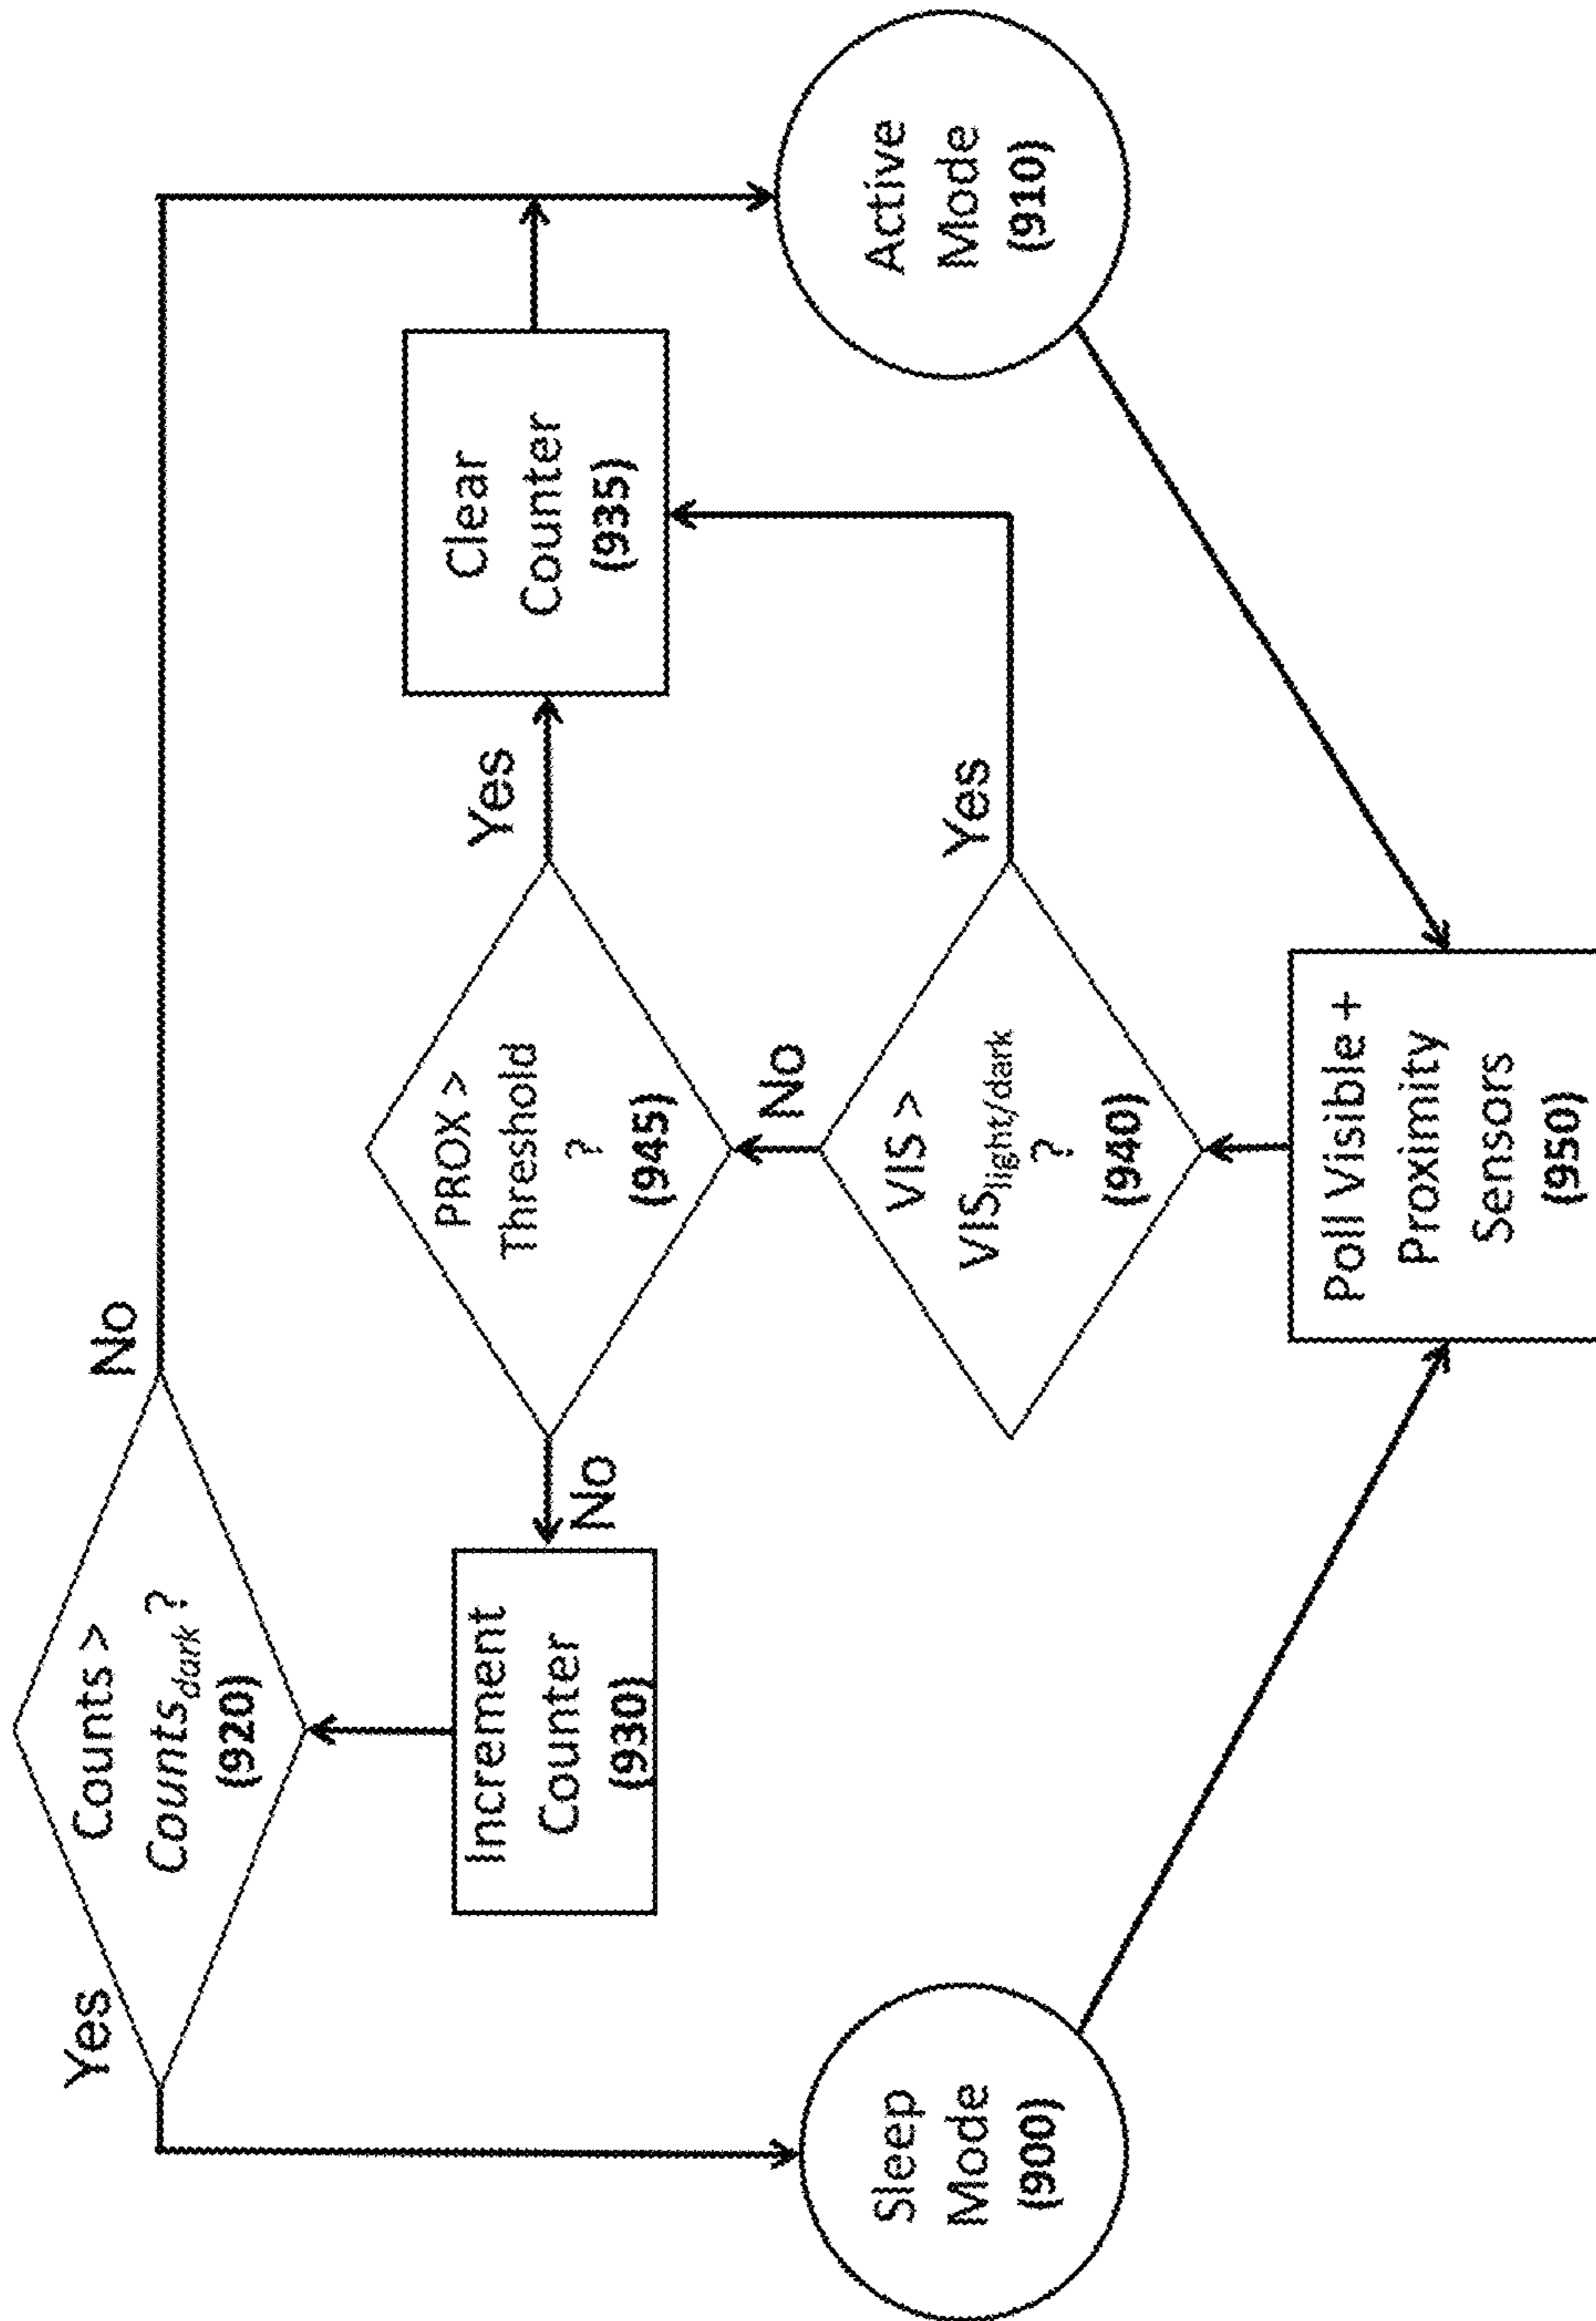 Yes
Counts >
Counts_dark ?
(920)
No
Increment
Counter
(930)
No
PROX >
Threshold
?
(945)
Yes
Clear
Counter
(935)
No
Sleep
Mode
(900)
VIS >
VIS_light/dark
?
(940)
Yes
Active
Mode
(910)
Poll Visible +
Proximity
Sensors
(950)